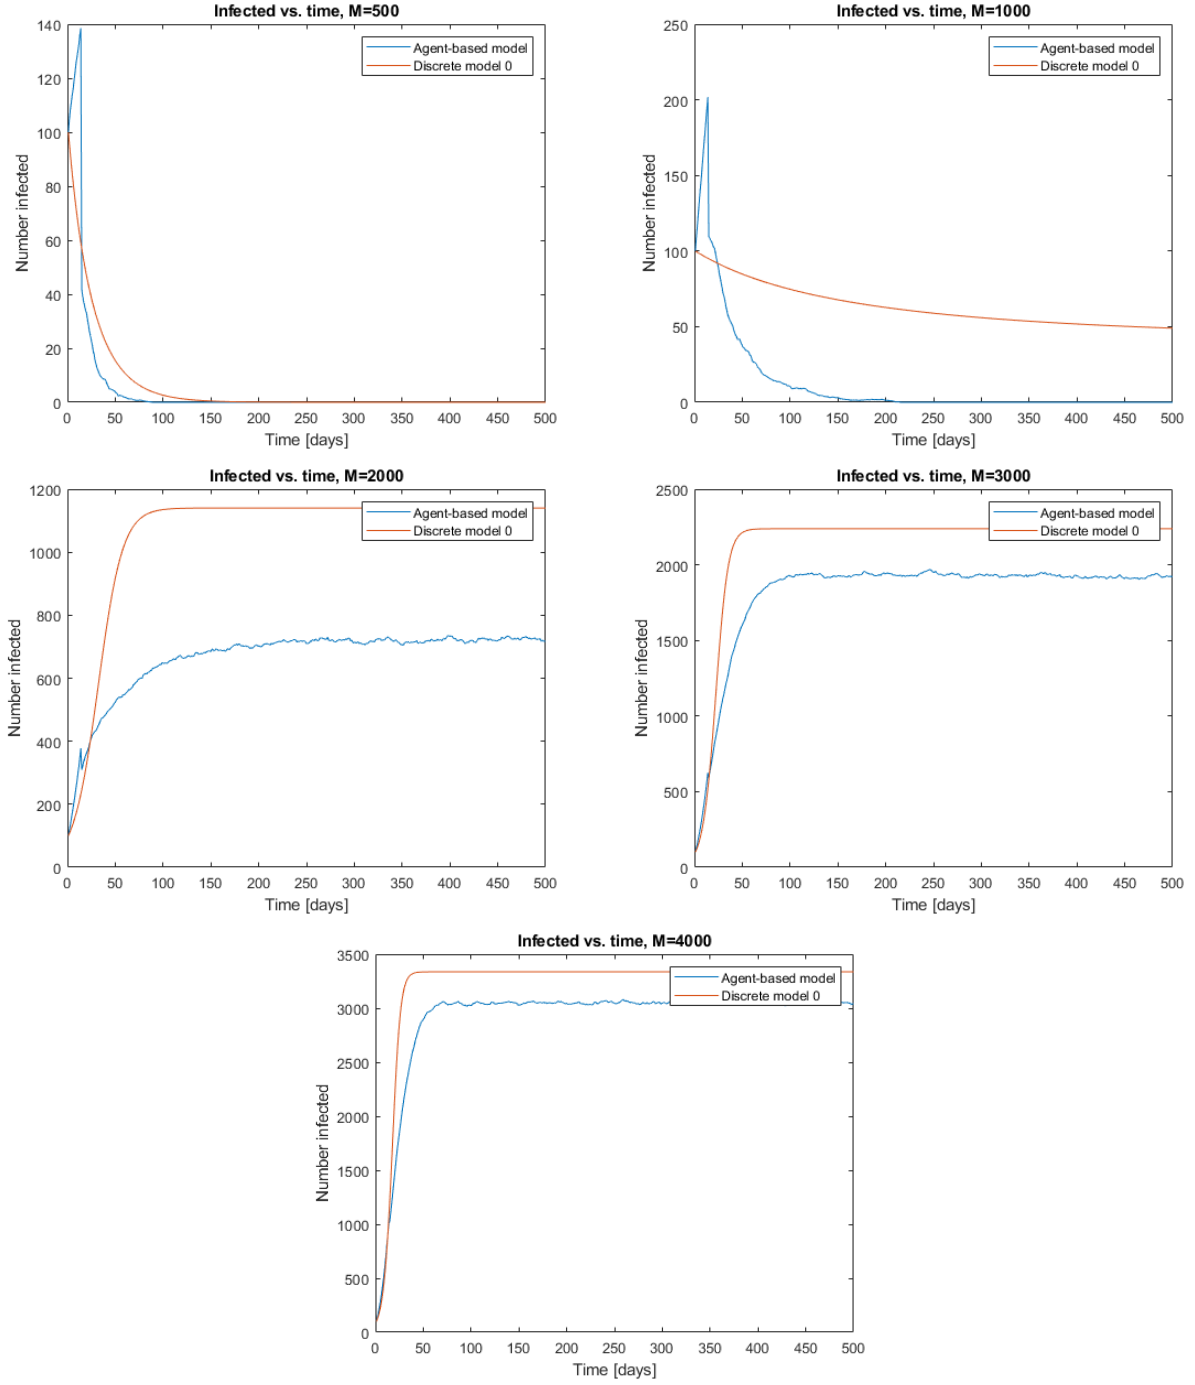 Infected vs. time, M=500
Number infected
140
120
100
80
60
40
20
0
Agent-based model
Discrete model 0
0 50 100 150 200 250 300 350 400 450 500
Time [days]
Infected vs. time, M=1000
Number infected
250
200
150
100
50
0
Agent-based model
Discrete model 0
0 50 100 150 200 250 300 350 400 450 500
Time [days]
Infected vs. time, M=2000
Number infected
1200
1000
800
600
400
200
0
Agent-based model
Discrete model 0
0 50 100 150 200 250 300 350 400 450 500
Time [days]
Infected vs. time, M=3000
Number infected
2500
2000
1500
1000
500
0
Agent-based model
Discrete model 0
0 50 100 150 200 250 300 350 400 450 500
Time [days]
Infected vs. time, M=4000
Number infected
3500
3000
2500
2000
1500
1000
500
0
Agent-based model
Discrete model 0
0 50 100 150 200 250 300 350 400 450 500
Time [days]